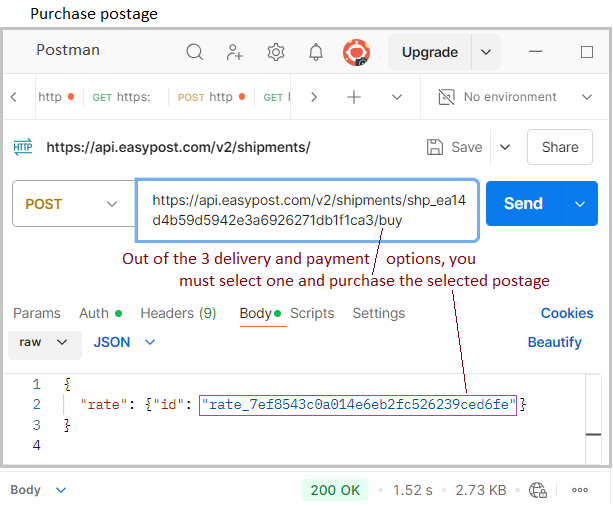 Purchase postage
Postman
Upgrade
http
GET https:
POST http
GET
No environment
HTTP
https://api.easypost.com/v2/shipments/
Save
Share
POST
https://api.easypost.com/v2/shipments/shp_ea14
d4b59d5942e3a6926271db1f1ca3/buy
Send
Out of the 3 delivery and payment options, you
must select one and purchase the selected postage
Params Auth Headers (9) Body Scripts Settings Cookies
raw JSON Beautify
1 {
2 "rate": {"id": "rate_7ef8543c0a014e6eb2fc526239ced6fe"}
3 }
4
Body 200 OK 1.52 s 2.73 KB